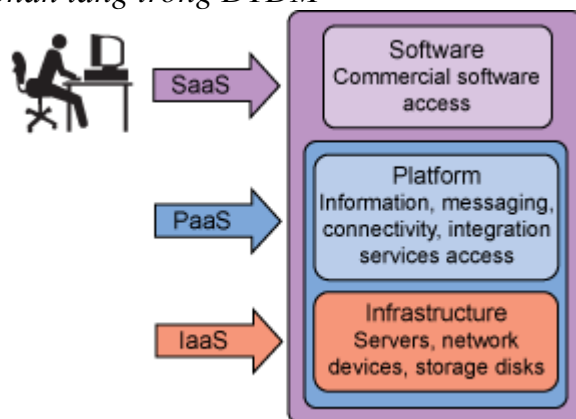 trong
SaaS
Software
Commercial software
access
PaaS
Platform
Information, messaging,
connectivity, integration
services access
IaaS
Infrastructure
Servers, network
devices, storage disks